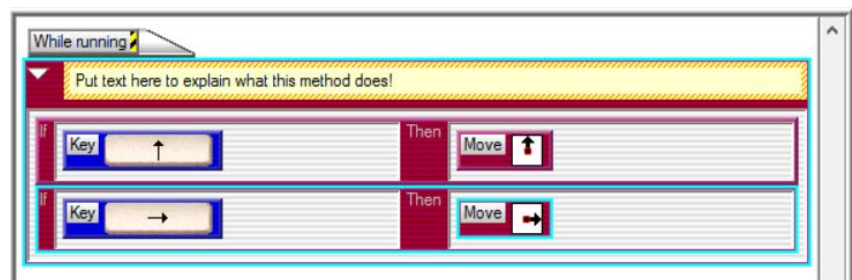 While running
Put text here to explain what this method does!
If Key ↑ Then Move
If Key → Then Move